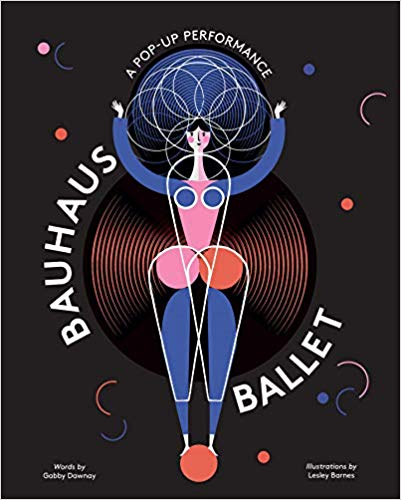 A POP-UP PERFORMANCE
BAUHAUS
BALLET
Words by
Gabby Dawnay
Illustrations by
Lesley Barnes